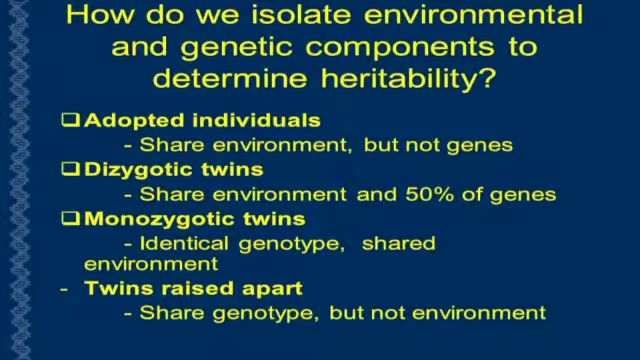 How do we isolate environmental
and genetic components to
determine heritability?
❑Adopted individuals
- Share environment, but not genes
❑Dizygotic twins
- Share environment and 50% of genes
❑Monozygotic twins
- Identical genotype, shared
environment
- Twins raised apart
- Share genotype, but not environment